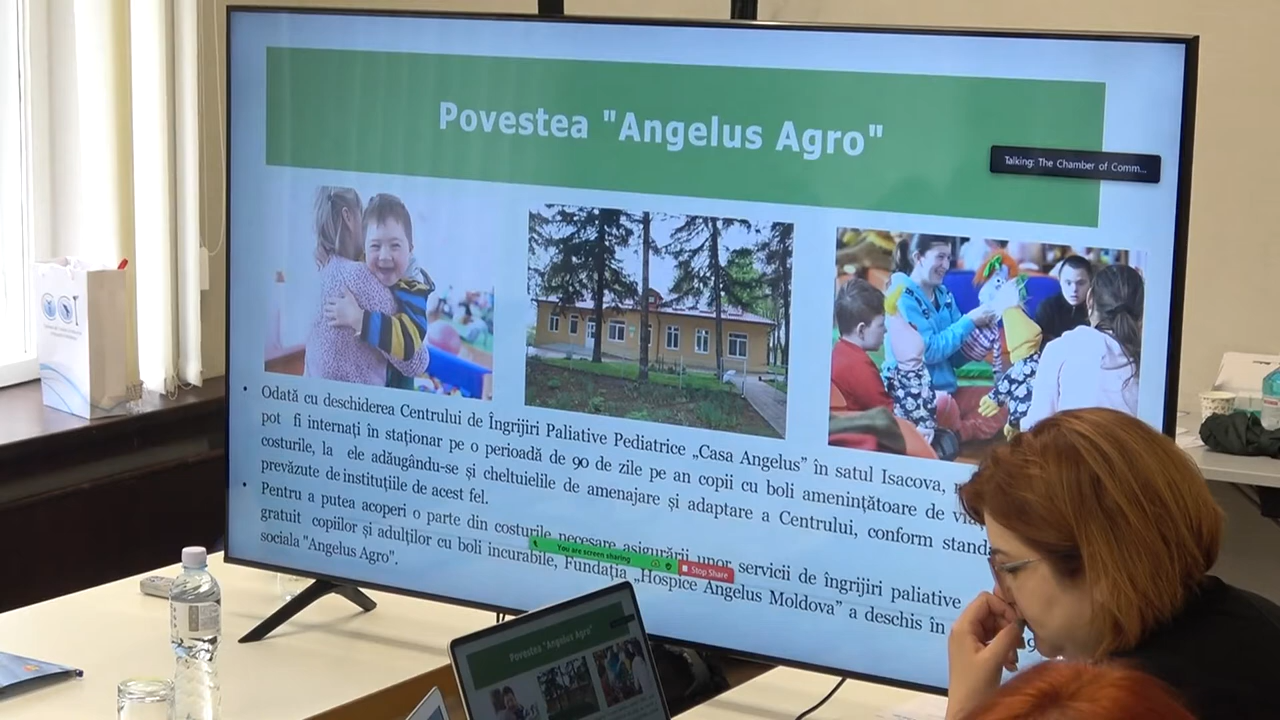 Povestea "Angelus Agro"
Talking: The Chamber of Comm...
• Odată cu deschiderea Centrului de Îngrijiri Paliative Pediatrice „Casa Angelus” în satul Isacova,
pot fi internați în staționar pe o perioadă de 90 de zile pe an copii cu boli amenințătoare de
costurile, la ele adăugându-se și cheltuielile de amenajare și adaptare a Centrului, conform
prevăzute de instituțiile de acest fel.
• Pentru a putea acoperi o parte din costurile necesare asigurării unor servicii de îngrijiri paliative
gratuit copiilor și adulților cu boli incurabile, Fundația „Hospice Angelus Moldova” a deschis în
sociala "Angelus Agro".
You are screen sharing
Stop Share
Povestea "Angelus Agro"